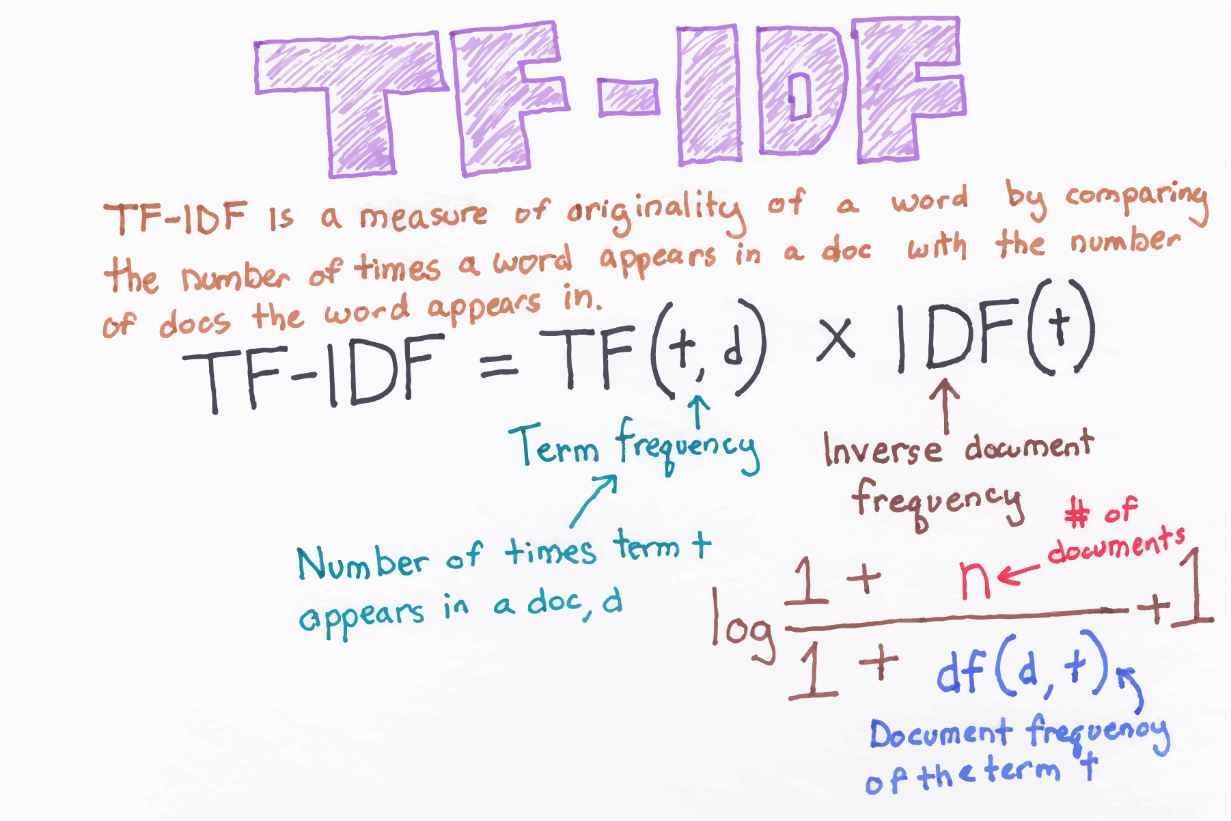 TF-IDF
TF-IDF is a measure of originality of a word by comparing
the number of times a word appears in a doc with the number
of docs the word appears in.
TF-IDF = TF(t, d) × IDF(t)
Term frequency
Inverse document
frequency
Number of times term t
appears in a doc, d
# of
documents
log 1 + n
1 + df(d, t)
+ 1
Document frequency
of the term t